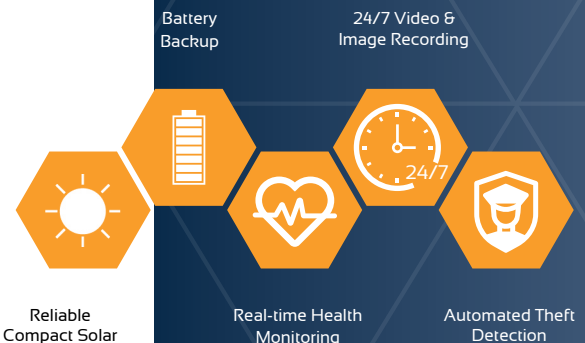 Battery
Backup
24/7 Video &
Image Recording
24/7
Reliable
Compact Solar
Real-time Health
Monitoring
Automated Theft
Detection